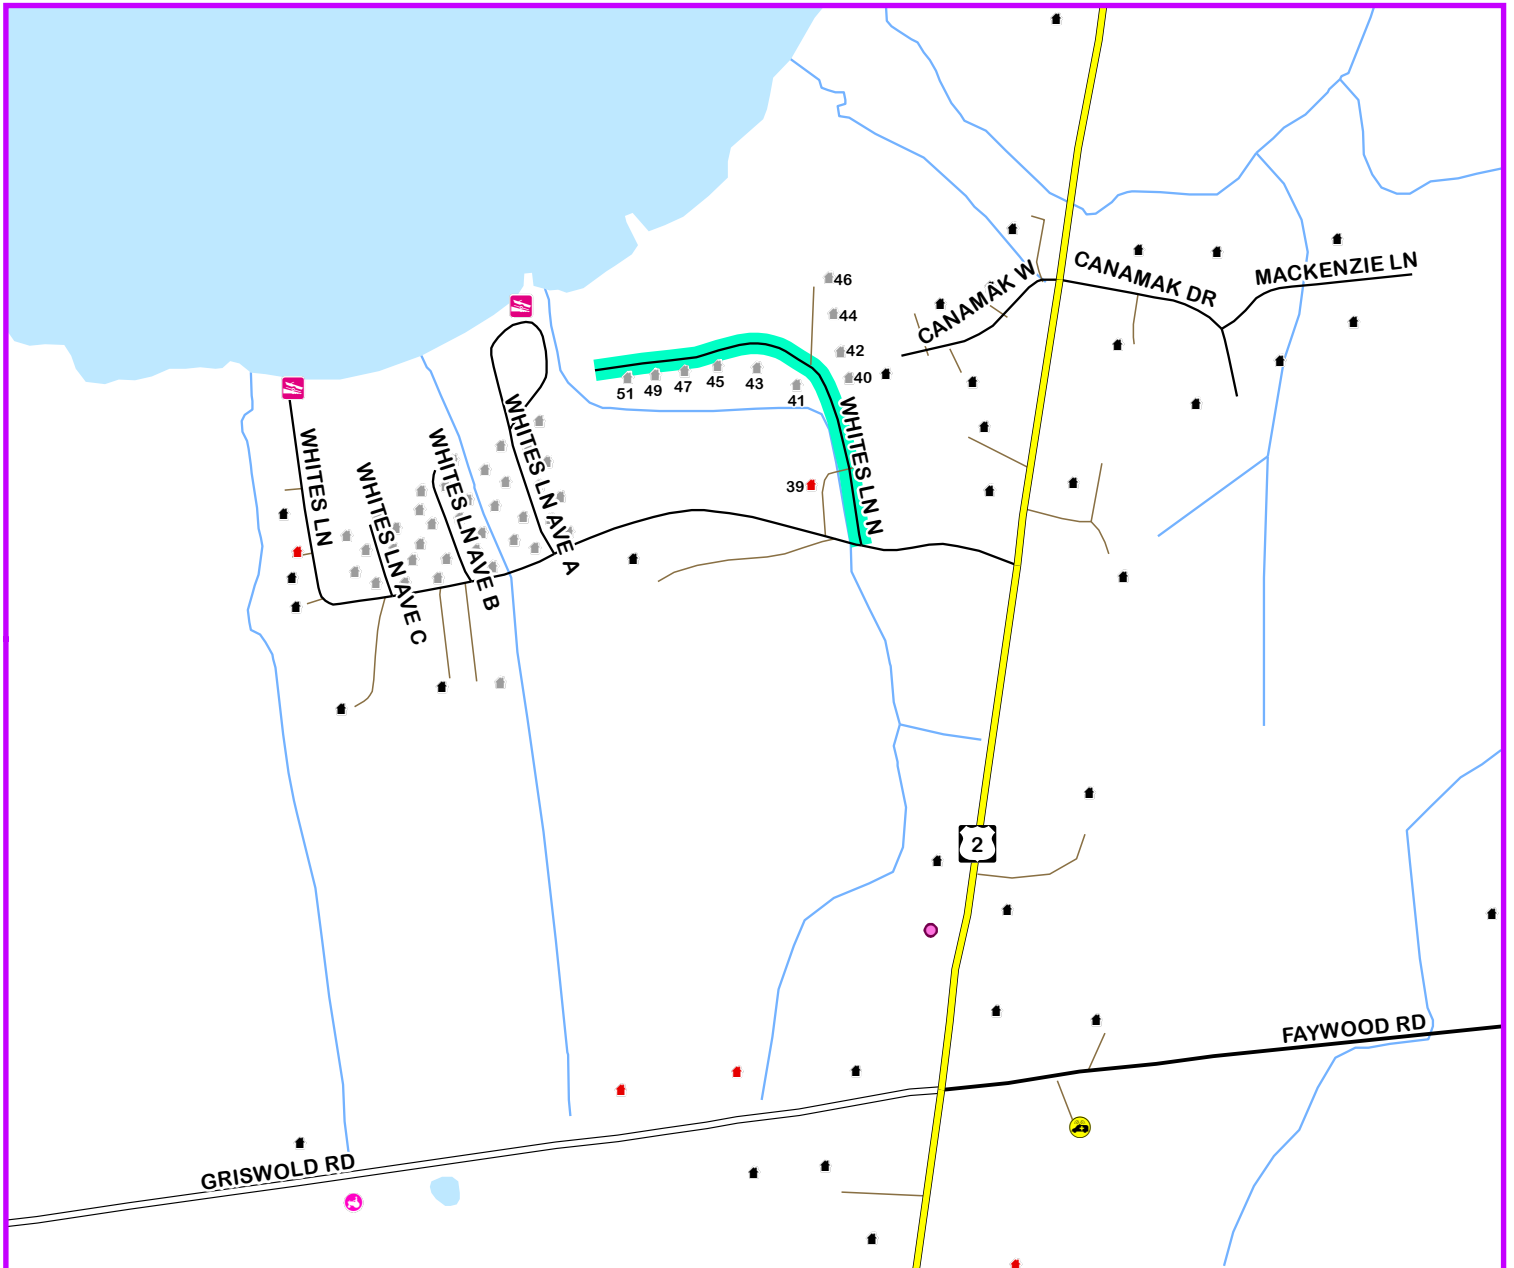 CANAMAK W
CANAMAK DR
MACKENZIE LN
46
44
42
40
51
49
47
45
43
41
WHITES LN N
39
WHITES LN
WHITES LN AVE C
WHITES LN AVE B
WHITES LN AVE A
2
FAYWOOD RD
GRISWOLD RD